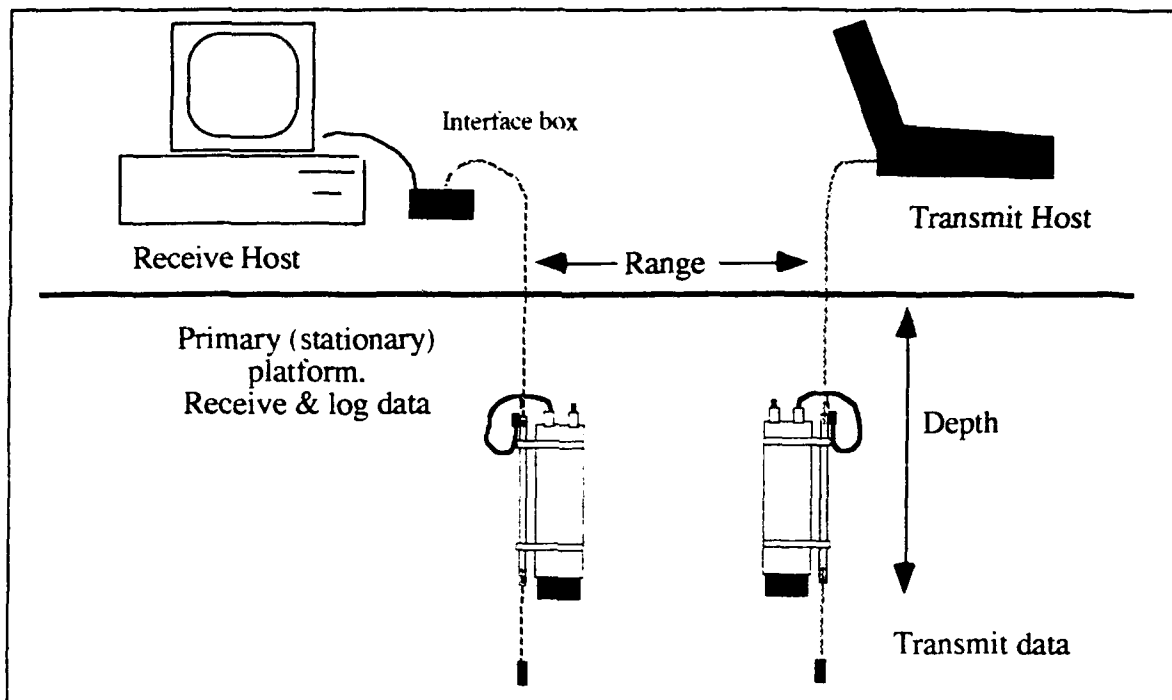 Interface box
Receive Host
Transmit Host
Range
Primary (stationary)
platform.
Receive & log data
Depth
Transmit data